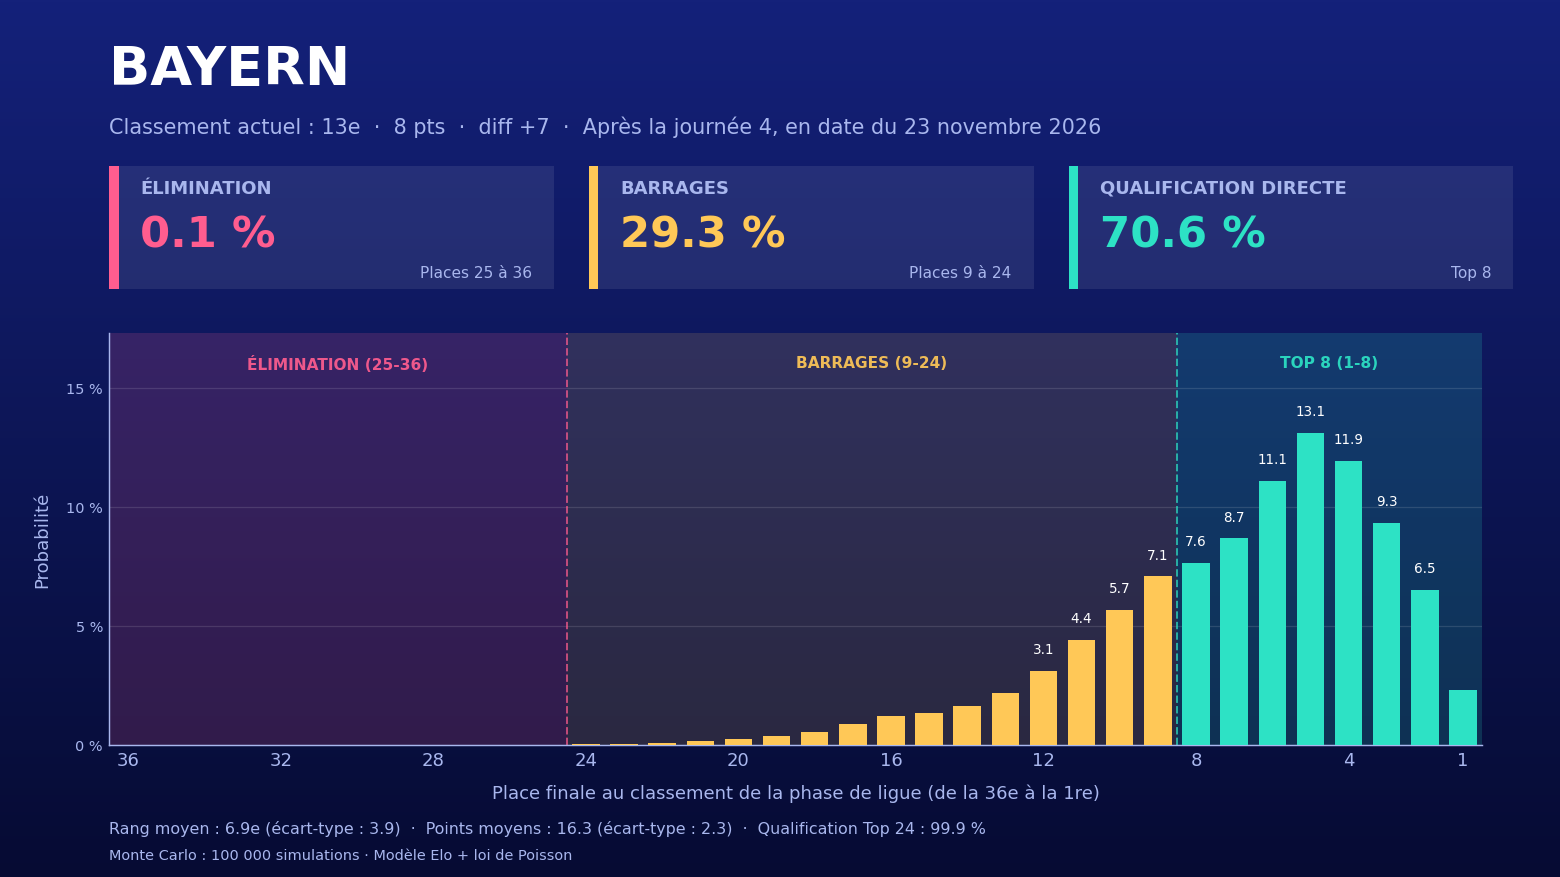 BAYERN
Classement actuel : 13e · 8 pts · diff +7 · Après la journée 4, en date du 23 novembre 2026
ÉLIMINATION
0.1 %
Places 25 à 36
BARRAGES
29.3 %
Places 9 à 24
QUALIFICATION DIRECTE
70.6 %
Top 8
ÉLIMINATION (25-36)
BARRAGES (9-24)
TOP 8 (1-8)
Probabilité
15 %
10 %
5 %
0 %
3.1
4.4
5.7
7.1
7.6
8.7
11.1
13.1
11.9
9.3
6.5
36 32 28 24 20 16 12 8 4 1
Place finale au classement de la phase de ligue (de la 36e à la 1re)
Rang moyen : 6.9e (écart-type : 3.9) · Points moyens : 16.3 (écart-type : 2.3) · Qualification Top 24 : 99.9 %
Monte Carlo : 100 000 simulations · Modèle Elo + loi de Poisson